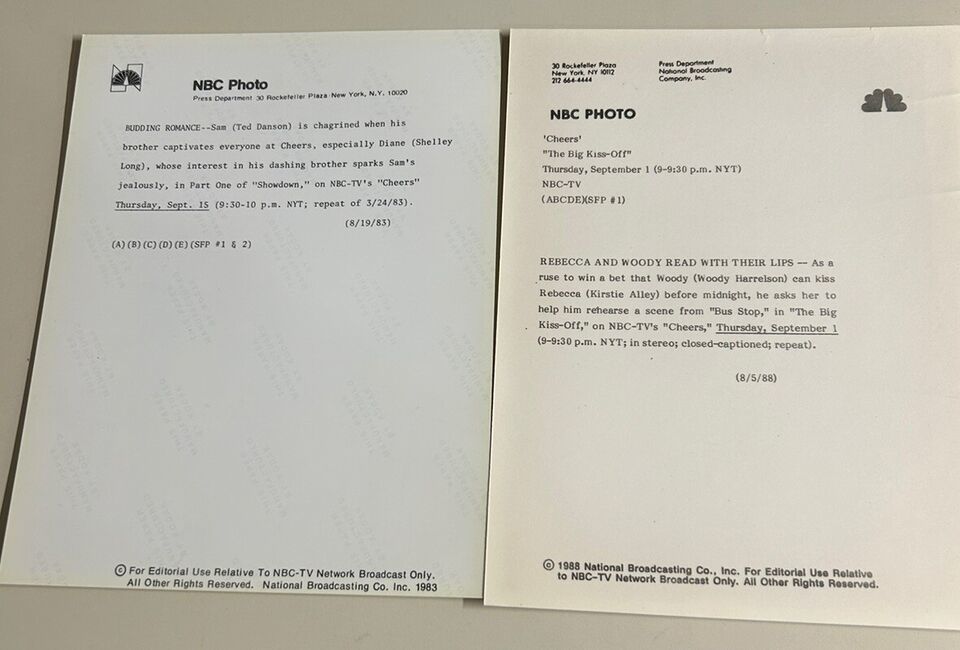 NBC Photo
Press Department 30 Rockefeller Plaza New York, N.Y. 10020
BUDDING ROMANCE--Sam (Ted Danson) is chagrined when his
brother captivates everyone at Cheers, especially Diane (Shelley
Long), whose interest in his dashing brother sparks Sam's
jealously, in Part One of "Showdown," on NBC-TV's "Cheers"
Thursday, Sept. 15 (9:30-10 p.m. NYT; repeat of 3/24/83).
(8/19/83)
(A)(B)(C)(D)(E)(SFP #1 & 2)
© For Editorial Use Relative To NBC-TV Network Broadcast Only.
All Other Rights Reserved. National Broadcasting Co. Inc. 1983
30 Rockefeller Plaza
New York, NY 10112
212 664-4444
Press Department
National Broadcasting
Company, Inc.
NBC PHOTO
'Cheers'
"The Big Kiss-Off"
Thursday, September 1 (9-9:30 p.m. NYT)
NBC-TV
(ABCDE)(SFP #1)
REBECCA AND WOODY READ WITH THEIR LIPS -- As a
ruse to win a bet that Woody (Woody Harrelson) can kiss
Rebecca (Kirstie Alley) before midnight, he asks her to
help him rehearse a scene from "Bus Stop," in "The Big
Kiss-Off," on NBC-TV's "Cheers," Thursday, September 1
(9-9:30 p.m. NYT; in stereo; closed-captioned; repeat).
(8/5/88)
© 1988 National Broadcasting Co., Inc. For Editorial Use Relative
to NBC-TV Network Broadcast Only. All Other Rights Reserved.